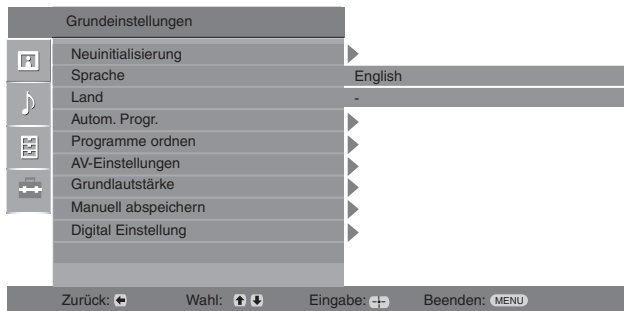 Grundeinstellungen
Neuinitialisierung
Sprache English
Land -
Autom. Progr.
Programme ordnen
AV-Einstellungen
Grundlautstärke
Manuell abspeichern
Digital Einstellung
Zurück: Wahl: Eingabe: Beenden: MENU